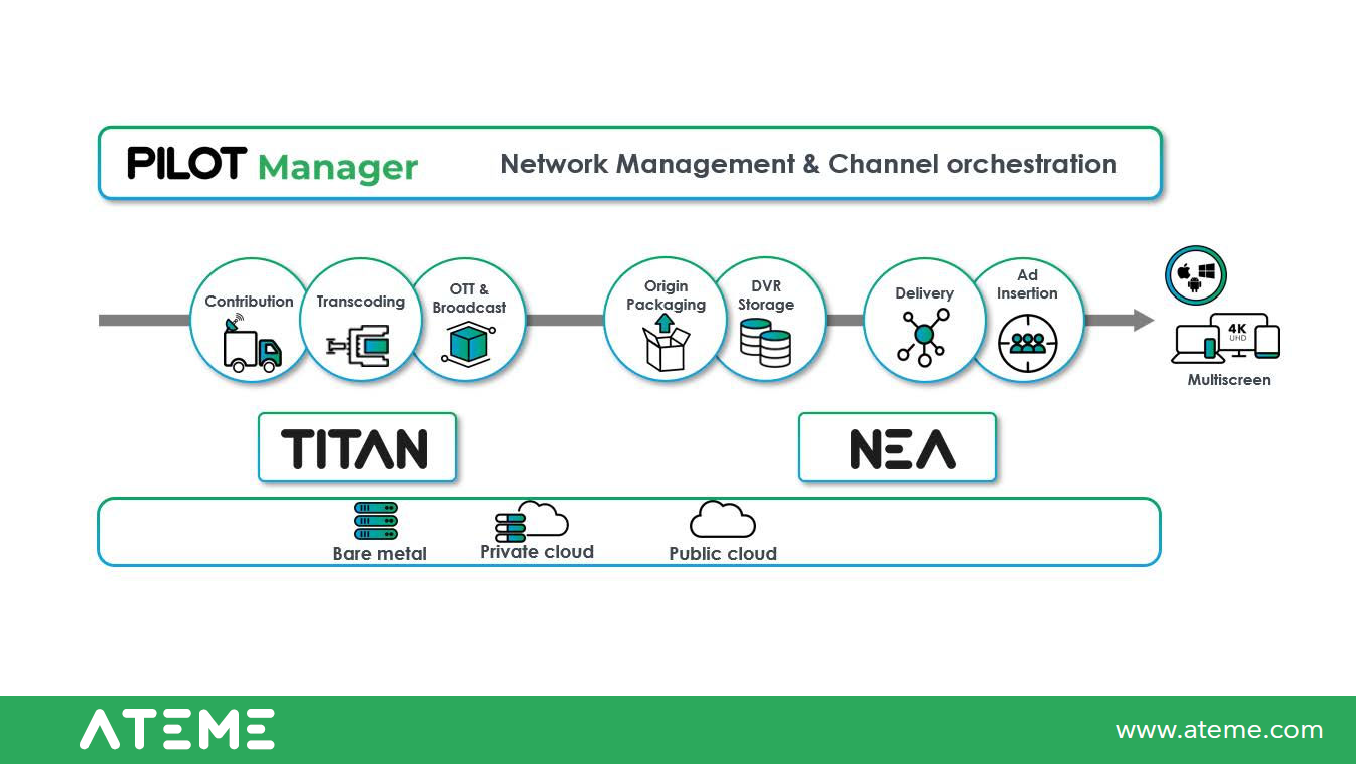 PILOT Manager
Network Management & Channel orchestration
Contribution
Transcoding
OTT &
Broadcast
Origin
Packaging
DVR
Storage
Delivery
Ad
Insertion
4K
UHD
Multiscreen
TITAN
NEA
Bare metal
Private cloud
Public cloud
ATEME
www.ateme.com